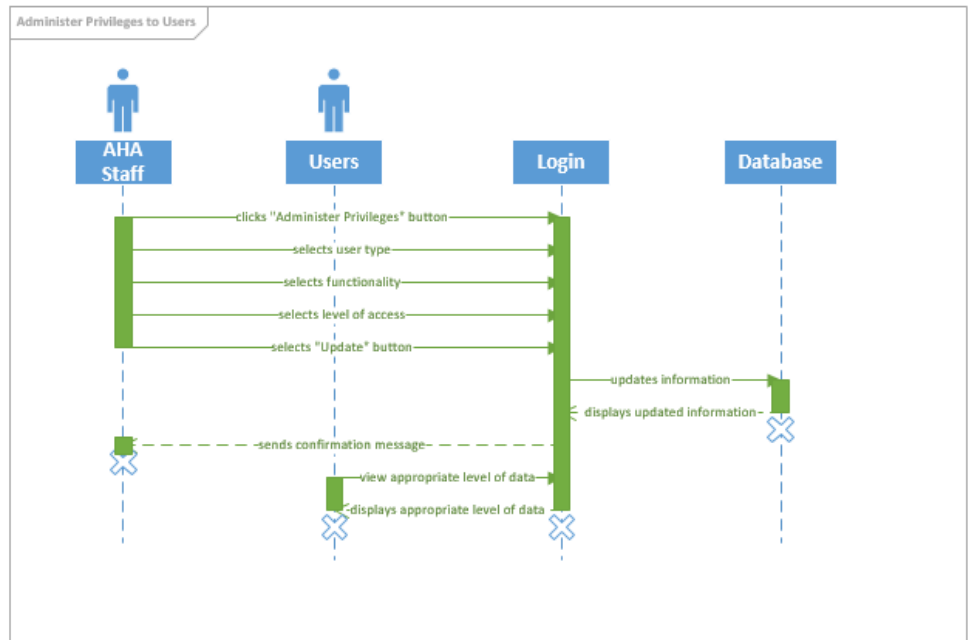 Administer Privileges to Users
AHA
Staff
Users
Login
Database
clicks "Administer Privileges" button
selects user type
selects functionality
selects level of access
selects "Update" button
updates information
displays updated information
sends confirmation message
view appropriate level of data
displays appropriate level of data